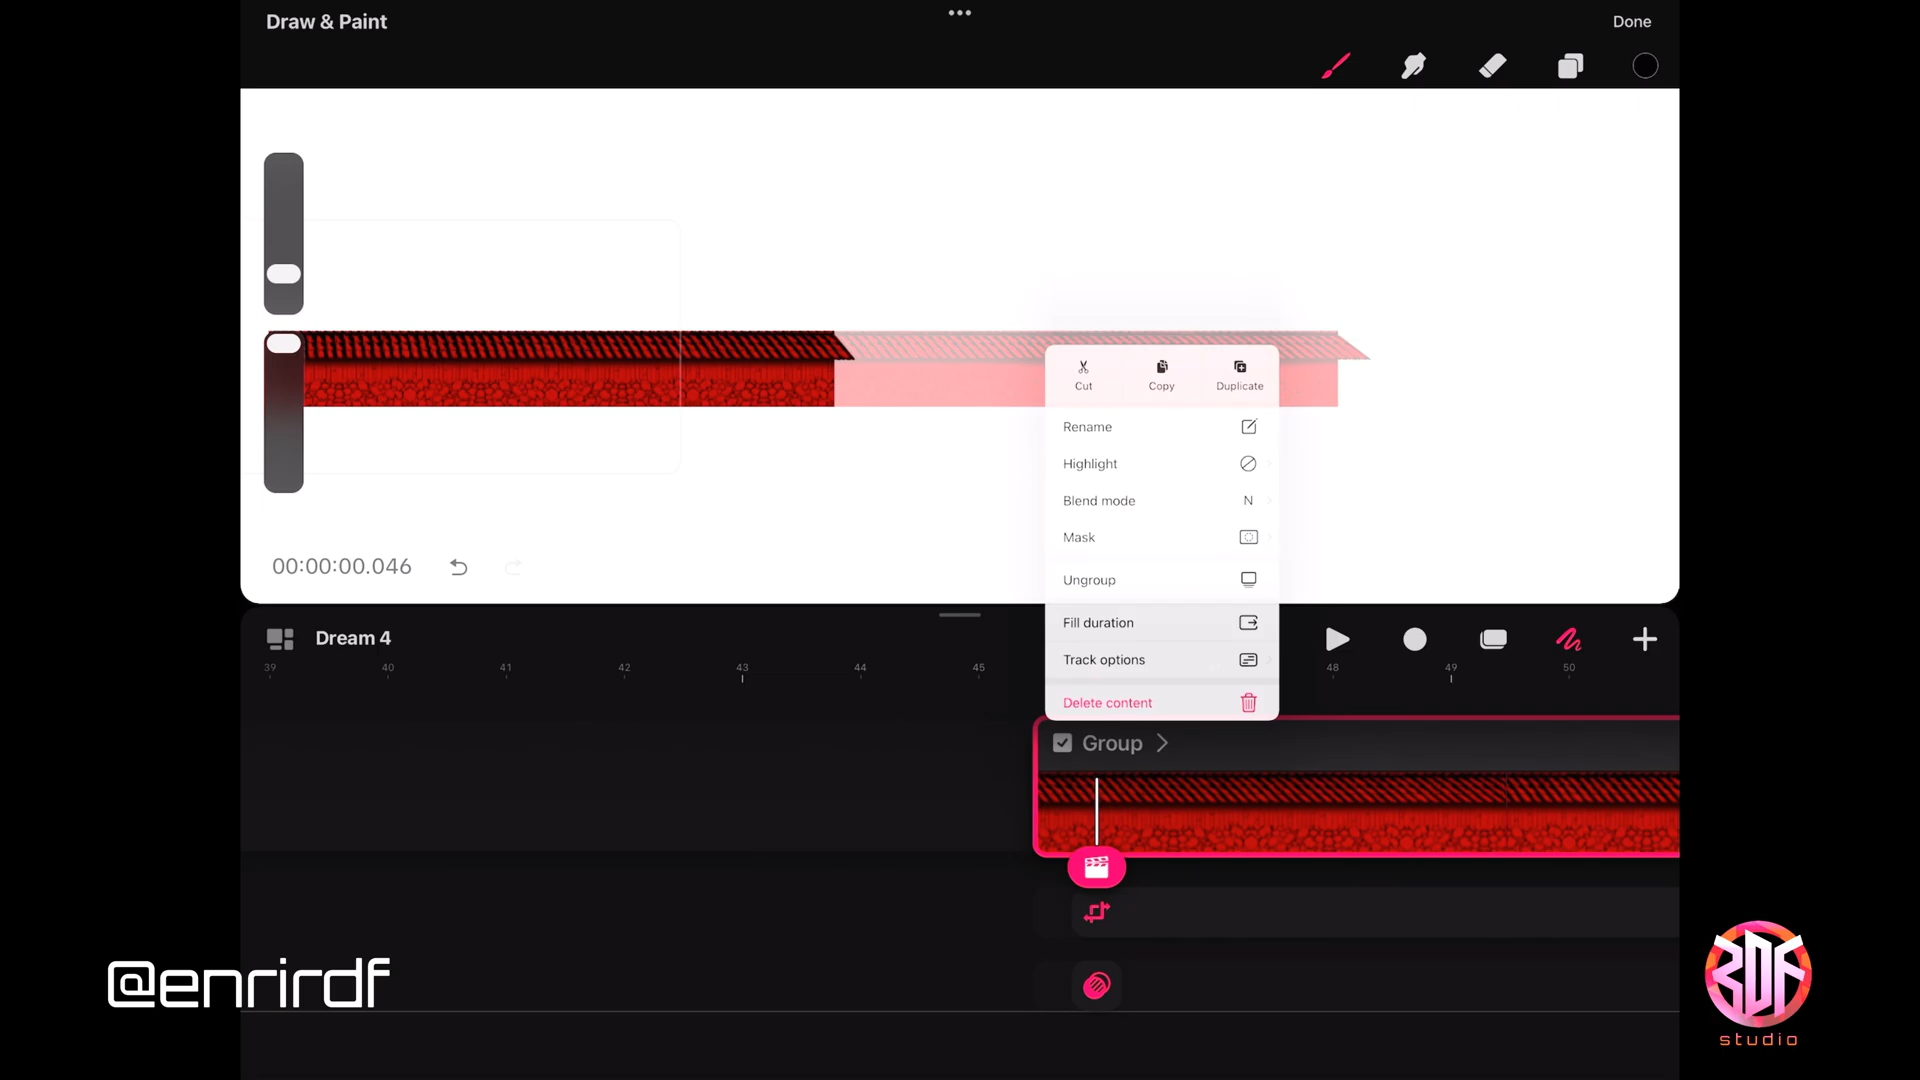 Draw & Paint
Done
Cut Copy Duplicate
Rename
Highlight
Blend mode N
Mask
Ungroup
Fill duration
Track options
Delete content
00:00:00.046
Dream 4
39 40 41 42 43 44 45 48 49 50
Group
@enrirdf
RDF
studio